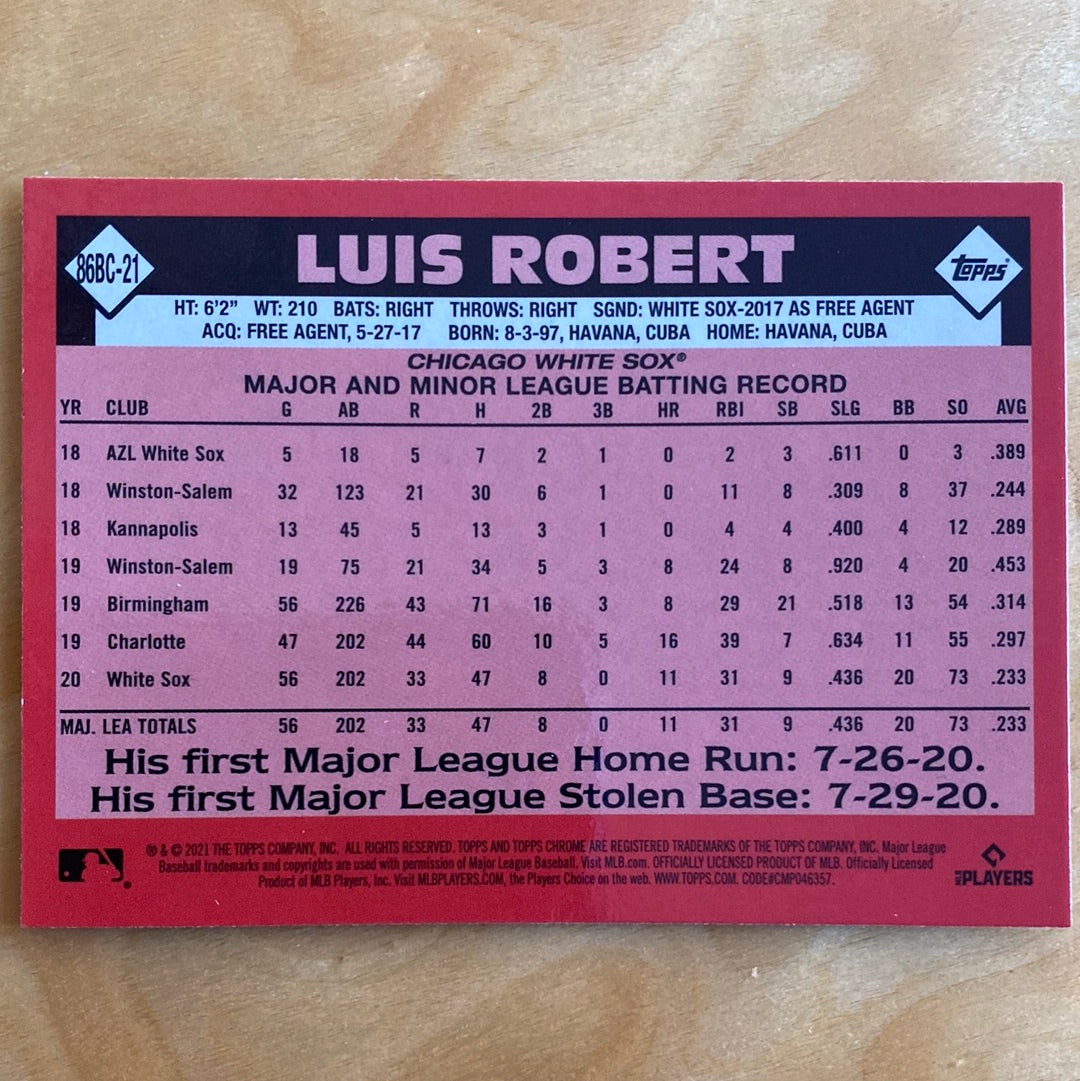 86BC-21 LUIS ROBERT Topps
HT: 6'2" WT: 210 BATS: RIGHT THROWS: RIGHT SGND: WHITE SOX-2017 AS FREE AGENT
ACQ: FREE AGENT, 5-27-17 BORN: 8-3-97, HAVANA, CUBA HOME: HAVANA, CUBA
CHICAGO WHITE SOX®
MAJOR AND MINOR LEAGUE BATTING RECORD
YR CLUB G AB R H 2B 3B HR RBI SB SLG BB SO AVG
18 AZL White Sox 5 18 5 7 2 1 0 2 3 .611 0 3 .389
18 Winston-Salem 32 123 21 30 6 1 0 11 8 .309 8 37 .244
18 Kannapolis 13 45 5 13 3 1 0 4 4 .400 4 12 .289
19 Winston-Salem 19 75 21 34 5 3 8 24 8 .920 4 20 .453
19 Birmingham 56 226 43 71 16 3 8 29 21 .518 13 54 .314
19 Charlotte 47 202 44 60 10 5 16 39 7 .634 11 55 .297
20 White Sox 56 202 33 47 8 0 11 31 9 .436 20 73 .233
MAJ. LEA TOTALS 56 202 33 47 8 0 11 31 9 .436 20 73 .233
His first Major League Home Run: 7-26-20.
His first Major League Stolen Base: 7-29-20.
® & © 2021 THE TOPPS COMPANY, INC. ALL RIGHTS RESERVED. TOPPS AND TOPPS CHROME ARE REGISTERED TRADEMARKS OF THE TOPPS COMPANY, INC. Major League
Baseball trademarks and copyrights are used with permission of Major League Baseball. Visit MLB.com. OFFICIALLY LICENSED PRODUCT OF MLB. Officially Licensed
Product of MLB Players, Inc. Visit MLBPLAYERS.COM, the Players Choice on the web. WWW.TOPPS.COM. CODE#CMP046357.
PLAYERS